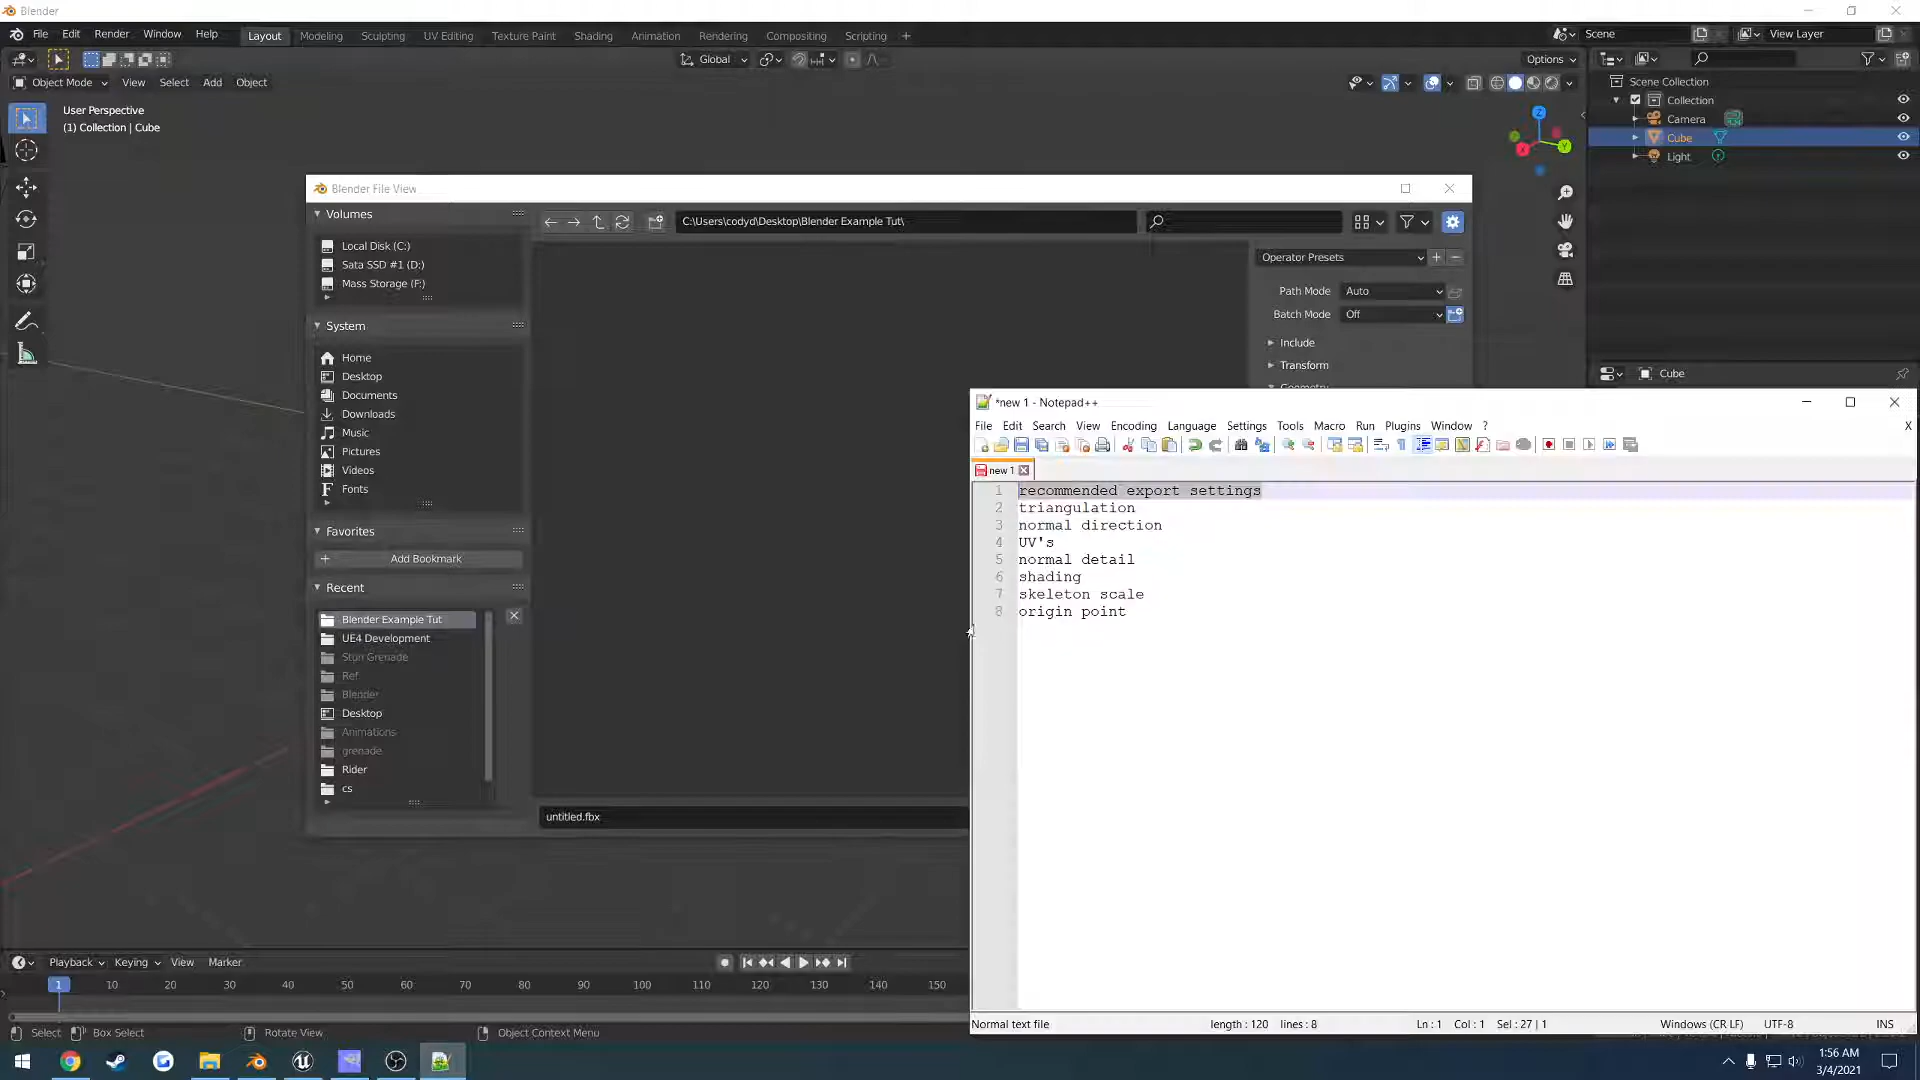 Blender
File Edit Render Window Help Layout Modeling Sculpting UV Editing Texture Paint Shading Animation Rendering Compositing Scripting + Scene View Layer
Global Options
Object Mode View Select Add Object
User Perspective
(1) Collection | Cube
Scene Collection
Collection
Camera
Cube
Light
Cube
Blender File View
Volumes
C:\Users\codyd\Desktop\Blender Example Tut\
Local Disk (C:)
Sata SSD #1 (D:)
Mass Storage (F:)
System
Home
Desktop
Documents
Downloads
Music
Pictures
Videos
Fonts
Favorites
Add Bookmark
Recent
Blender Example Tut
UE4 Development
Stun Grenade
Ref
Blender
Desktop
Animations
grenade
Rider
cs
Operator Presets
Path Mode Auto
Batch Mode Off
Include
Transform
Geometry
untitled.fbx
*new 1 - Notepad++
File Edit Search View Encoding Language Settings Tools Macro Run Plugins Window ? X
new 1
1 recommended export settings
2 triangulation
3 normal direction
4 UV's
5 normal detail
6 shading
7 skeleton scale
8 origin point
Normal text file length : 120 lines : 8 Ln : 1 Col : 1 Sel : 27 | 1 Windows (CR LF) UTF-8 INS
Playback Keying View Marker
1 10 20 30 40 50 60 70 80 90 100 110 120 130 140 150
Select Box Select Rotate View Object Context Menu
1:56 AM
3/4/2021